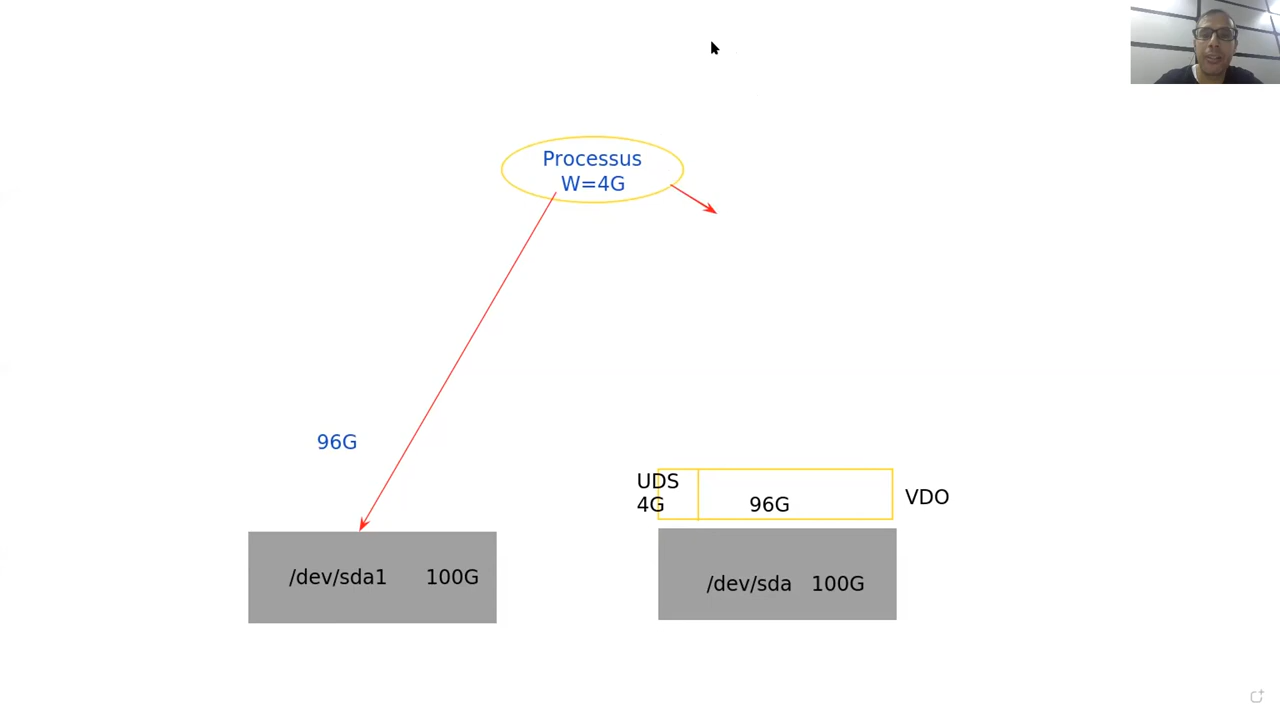 Processus
W=4G
96G
UDS
4G
96G
VDO
/dev/sda1 100G
/dev/sda 100G